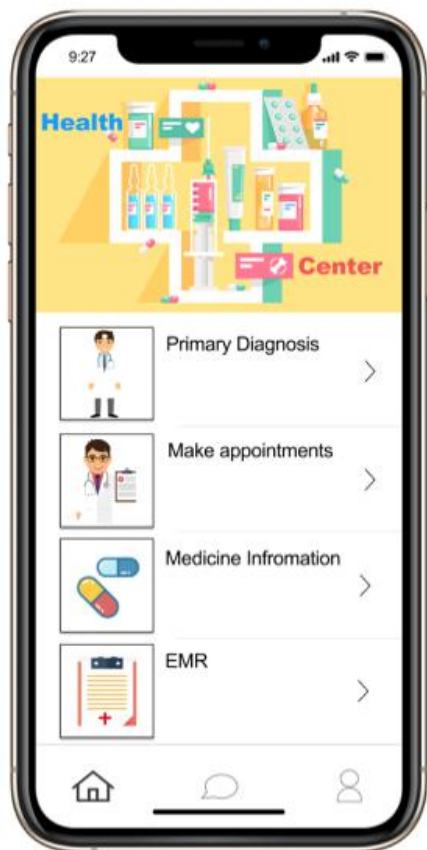 9:27
Health
Center
Primary Diagnosis
Make appointments
Medicine Infromation
EMR